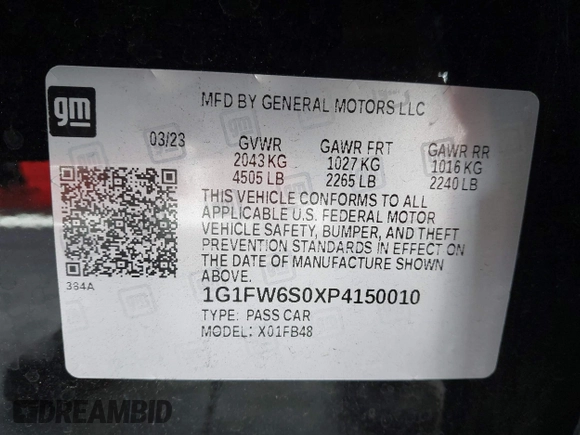 gm
MFD BY GENERAL MOTORS LLC
03/23 GVWR GAWR FRT GAWR RR
2043 KG 1027 KG 1016 KG
4505 LB 2265 LB 2240 LB
THIS VEHICLE CONFORMS TO ALL
APPLICABLE U.S. FEDERAL MOTOR
VEHICLE SAFETY, BUMPER, AND THEFT
PREVENTION STANDARDS IN EFFECT ON
THE DATE OF MANUFACTURE SHOWN
ABOVE.
384A
1G1FW6S0XP4150010
TYPE: PASS CAR
MODEL: X01FB48
DREAMBID